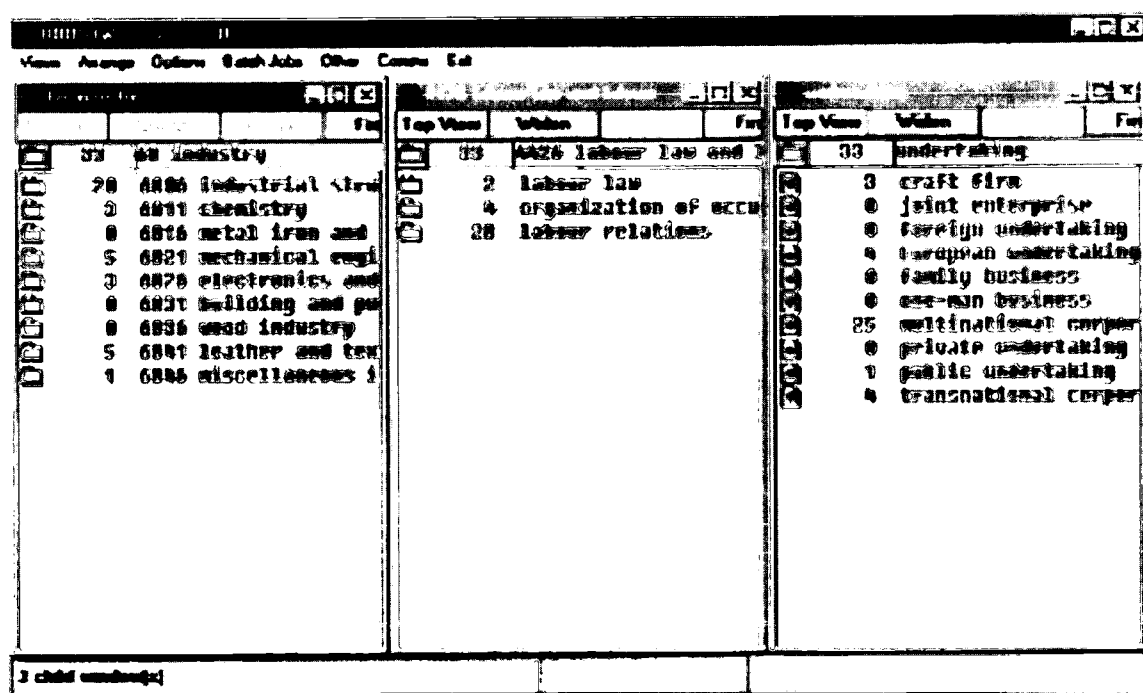 Views Arrange Options Batch Jobs Other Comms Exit
33 68 industry
20 6806 industrial
3 6811 chemistry
0 6816 metal iron and
5 6821 mechanical engi
3 6826 electronics and
0 6831 building and pu
0 6836 wood industry
5 6841 leather and tex
1 6846 miscellaneous i
Top View Widen
33 4426 labour law and
2 labour law
4 organization of occu
28 labour relations
Top View Widen
33 undertaking
3 craft firm
0 joint enterprise
0 foreign undertaking
4 European undertaking
0 family business
0 one-man business
25 multinational corpor
0 private undertaking
1 public undertaking
4 transnational corpor
3 child window(s)